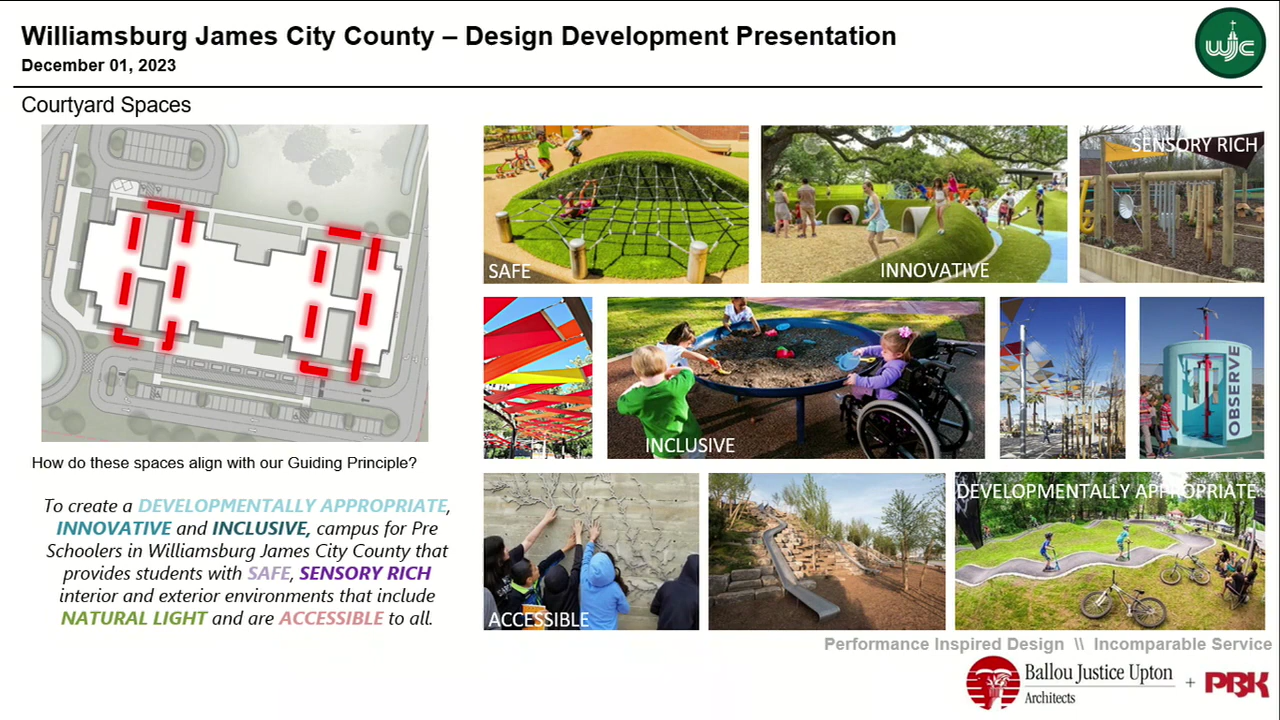 Williamsburg James City County – Design Development Presentation
December 01, 2023
WJC
Courtyard Spaces
SAFE
INNOVATIVE
SENSORY RICH
INCLUSIVE
OBSERVE
ACCESSIBLE
DEVELOPMENTALLY APPROPRIATE
How do these spaces align with our Guiding Principle?
To create a DEVELOPMENTALLY APPROPRIATE,
INNOVATIVE and INCLUSIVE, campus for Pre
Schoolers in Williamsburg James City County that
provides students with SAFE, SENSORY RICH
interior and exterior environments that include
NATURAL LIGHT and are ACCESSIBLE to all.
Performance Inspired Design \\ Incomparable Service
Ballou Justice Upton
Architects
+ PBK